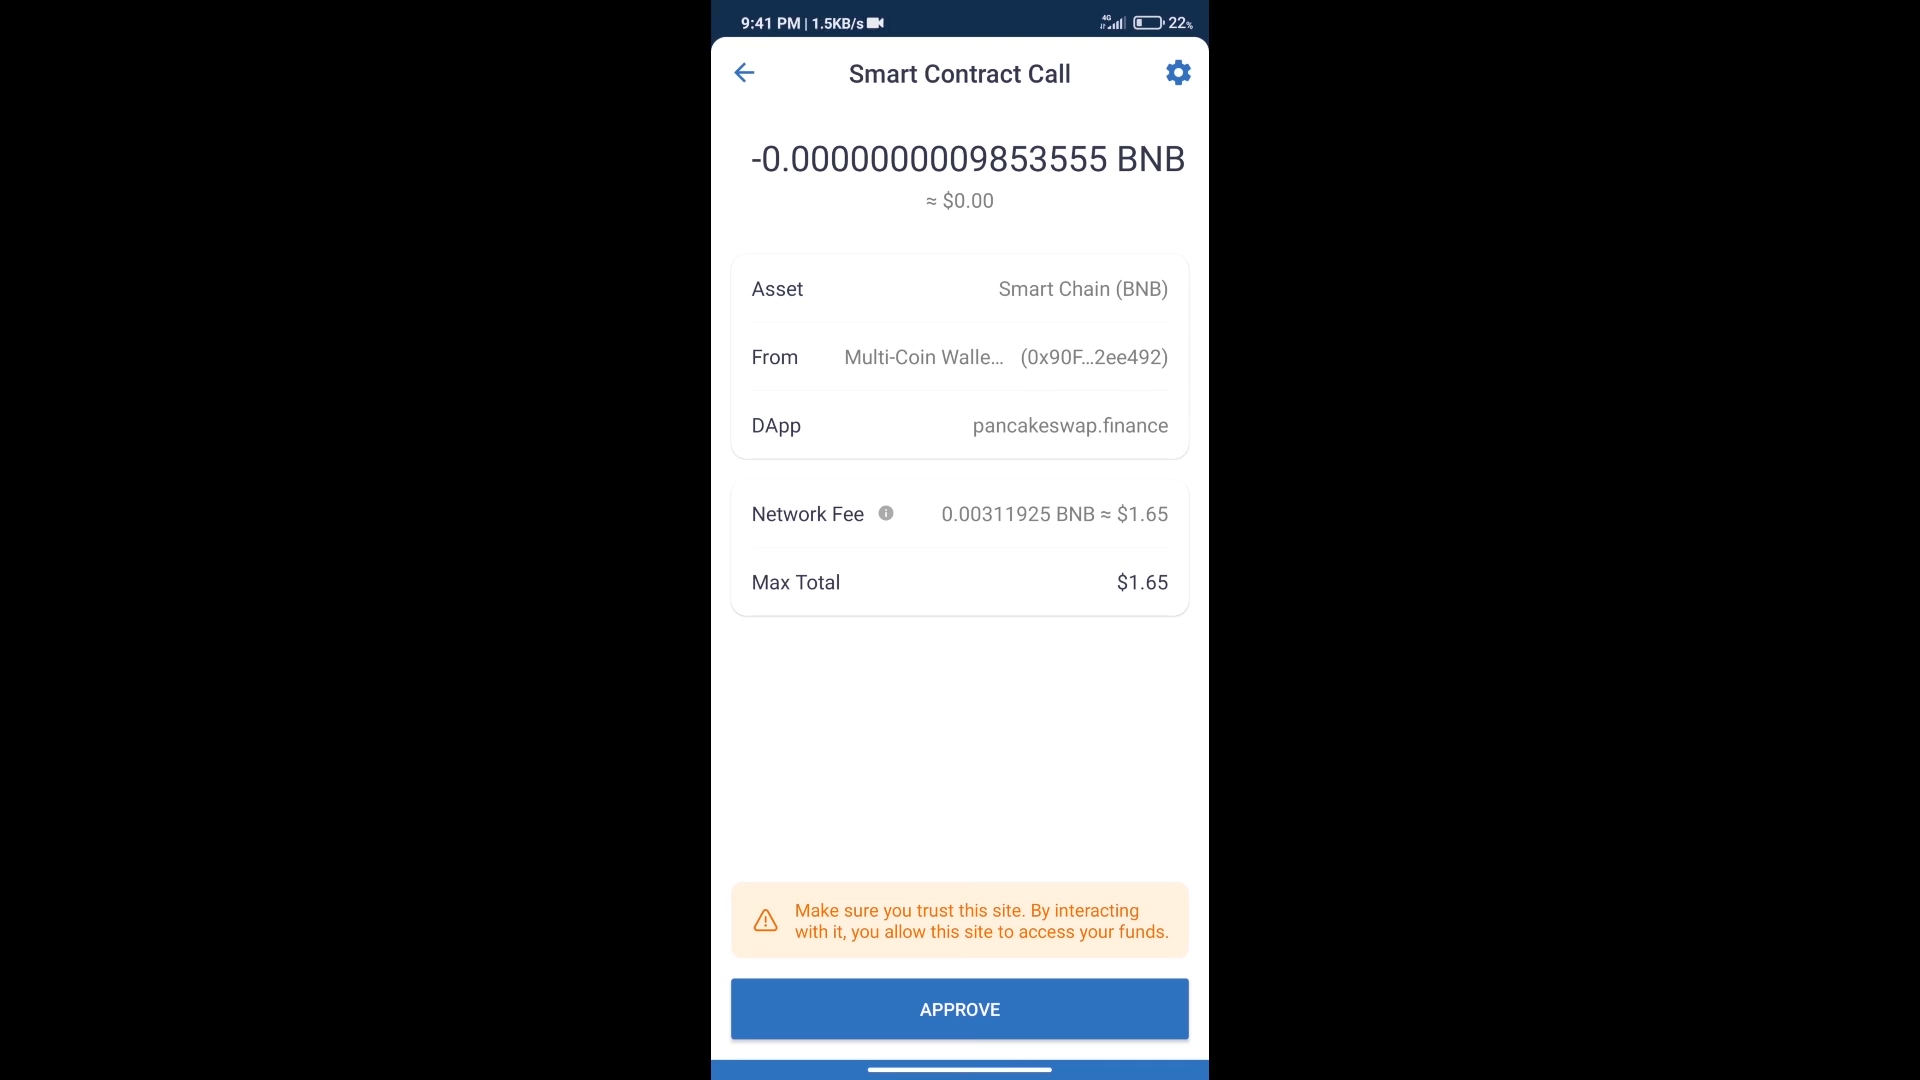 9:41 PM | 1.5KB/s 4G 22%
Smart Contract Call
-0.0000000009853555 BNB
≈ $0.00
Asset Smart Chain (BNB)
From Multi-Coin Walle... (0x90F...2ee492)
DApp pancakeswap.finance
Network Fee 0.00311925 BNB ≈ $1.65
Max Total $1.65
Make sure you trust this site. By interacting
with it, you allow this site to access your funds.
APPROVE